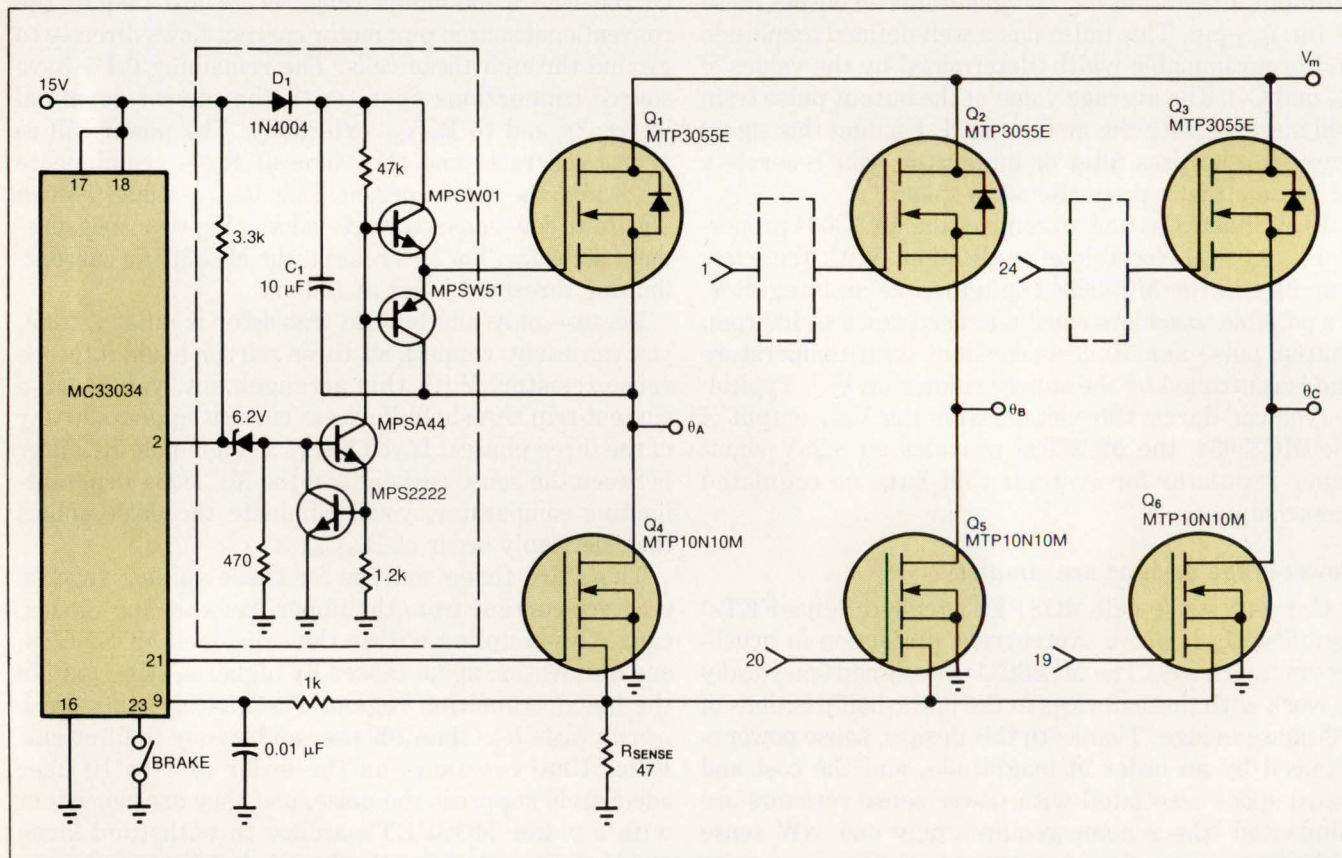 15V
D1
1N4004
17
18
47k
MPSW01
3.3k
C1
10 µF
MPSW51
MC33034
2
6.2V
MPSA44
MPS2222
470
1.2k
21
16
23
9
1k
BRAKE
0.01 µF
RSENSE
47
Q1
MTP3055E
θA
Q4
MTP10N10M
1
Q2
MTP3055E
θB
Q5
MTP10N10M
20
24
Q3
MTP3055E
Vm
θC
Q6
MTP10N10M
19